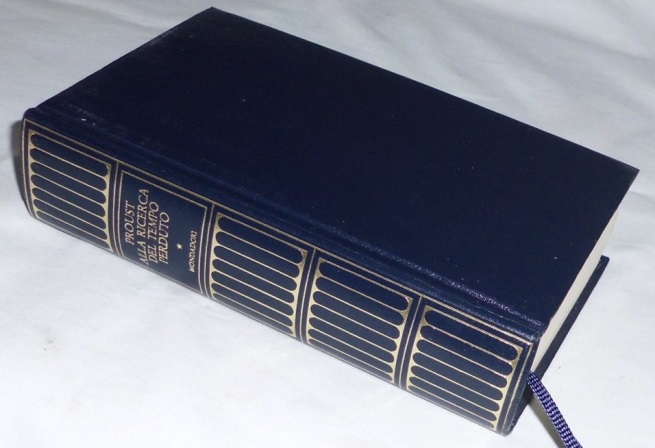 PROUST
ALLA RICERCA
DEL TEMPO
PERDUTO
*
MONDADORI